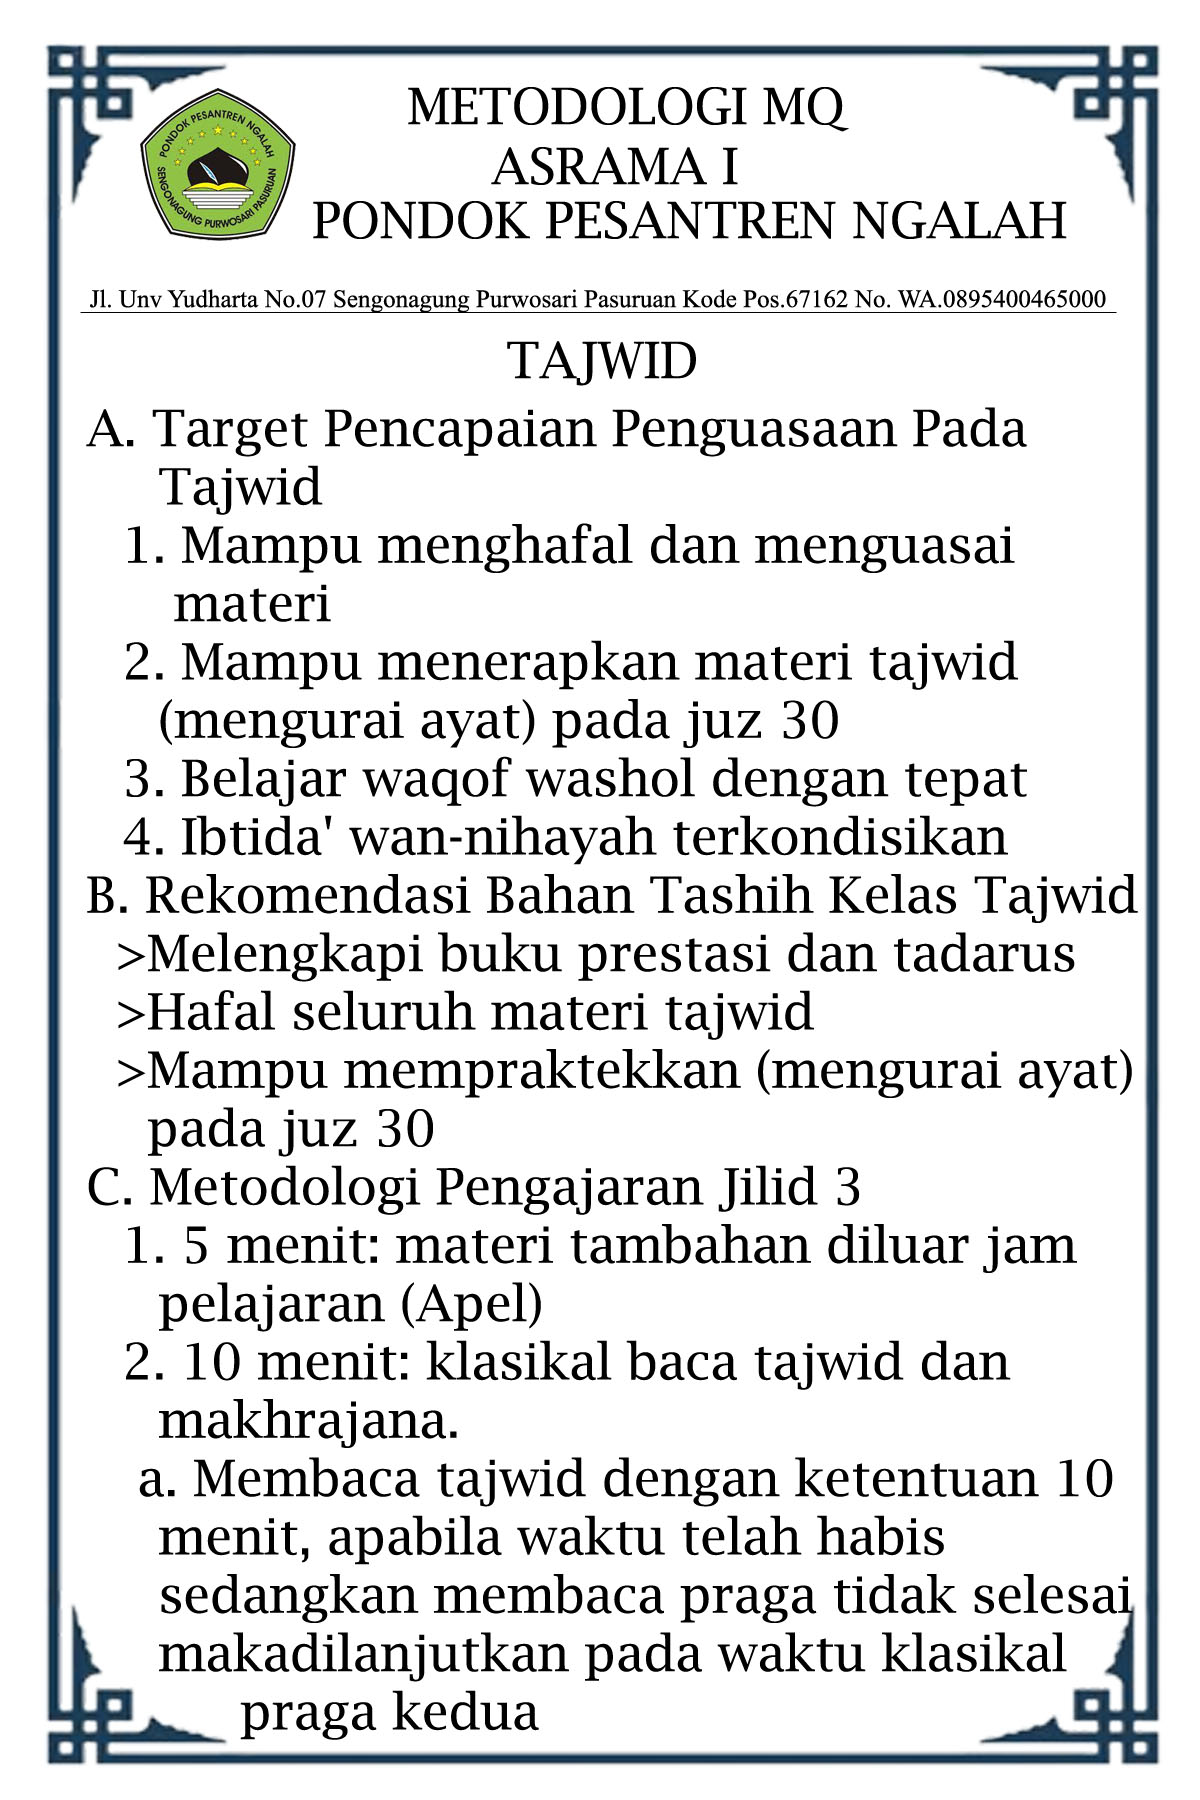 PONDOK PESANTREN NGALAH
SENGONAGUNG PURWOSARI PASURUAN
METODOLOGI MQ
ASRAMA I
PONDOK PESANTREN NGALAH
Jl. Unv Yudharta No.07 Sengonagung Purwosari Pasuruan Kode Pos.67162 No. WA.0895400465000
TAJWID
A. Target Pencapaian Penguasaan Pada
Tajwid
1. Mampu menghafal dan menguasai
materi
2. Mampu menerapkan materi tajwid
(mengurai ayat) pada juz 30
3. Belajar waqof washol dengan tepat
4. Ibtida' wan-nihayah terkondisikan
B. Rekomendasi Bahan Tashih Kelas Tajwid
>Melengkapi buku prestasi dan tadarus
>Hafal seluruh materi tajwid
>Mampu mempraktekkan (mengurai ayat)
pada juz 30
C. Metodologi Pengajaran Jilid 3
1. 5 menit: materi tambahan diluar jam
pelajaran (Apel)
2. 10 menit: klasikal baca tajwid dan
makhrajana.
a. Membaca tajwid dengan ketentuan 10
menit, apabila waktu telah habis
sedangkan membaca praga tidak selesai
makadilanjutkan pada waktu klasikal
praga kedua